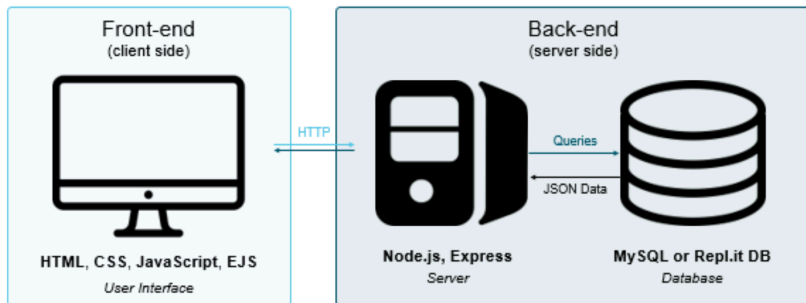 Front-end
(client side)
HTML, CSS, JavaScript, EJS
User Interface
HTTP
Back-end
(server side)
Queries
JSON Data
Node.js, Express
Server
MySQL or Repl.it DB
Database